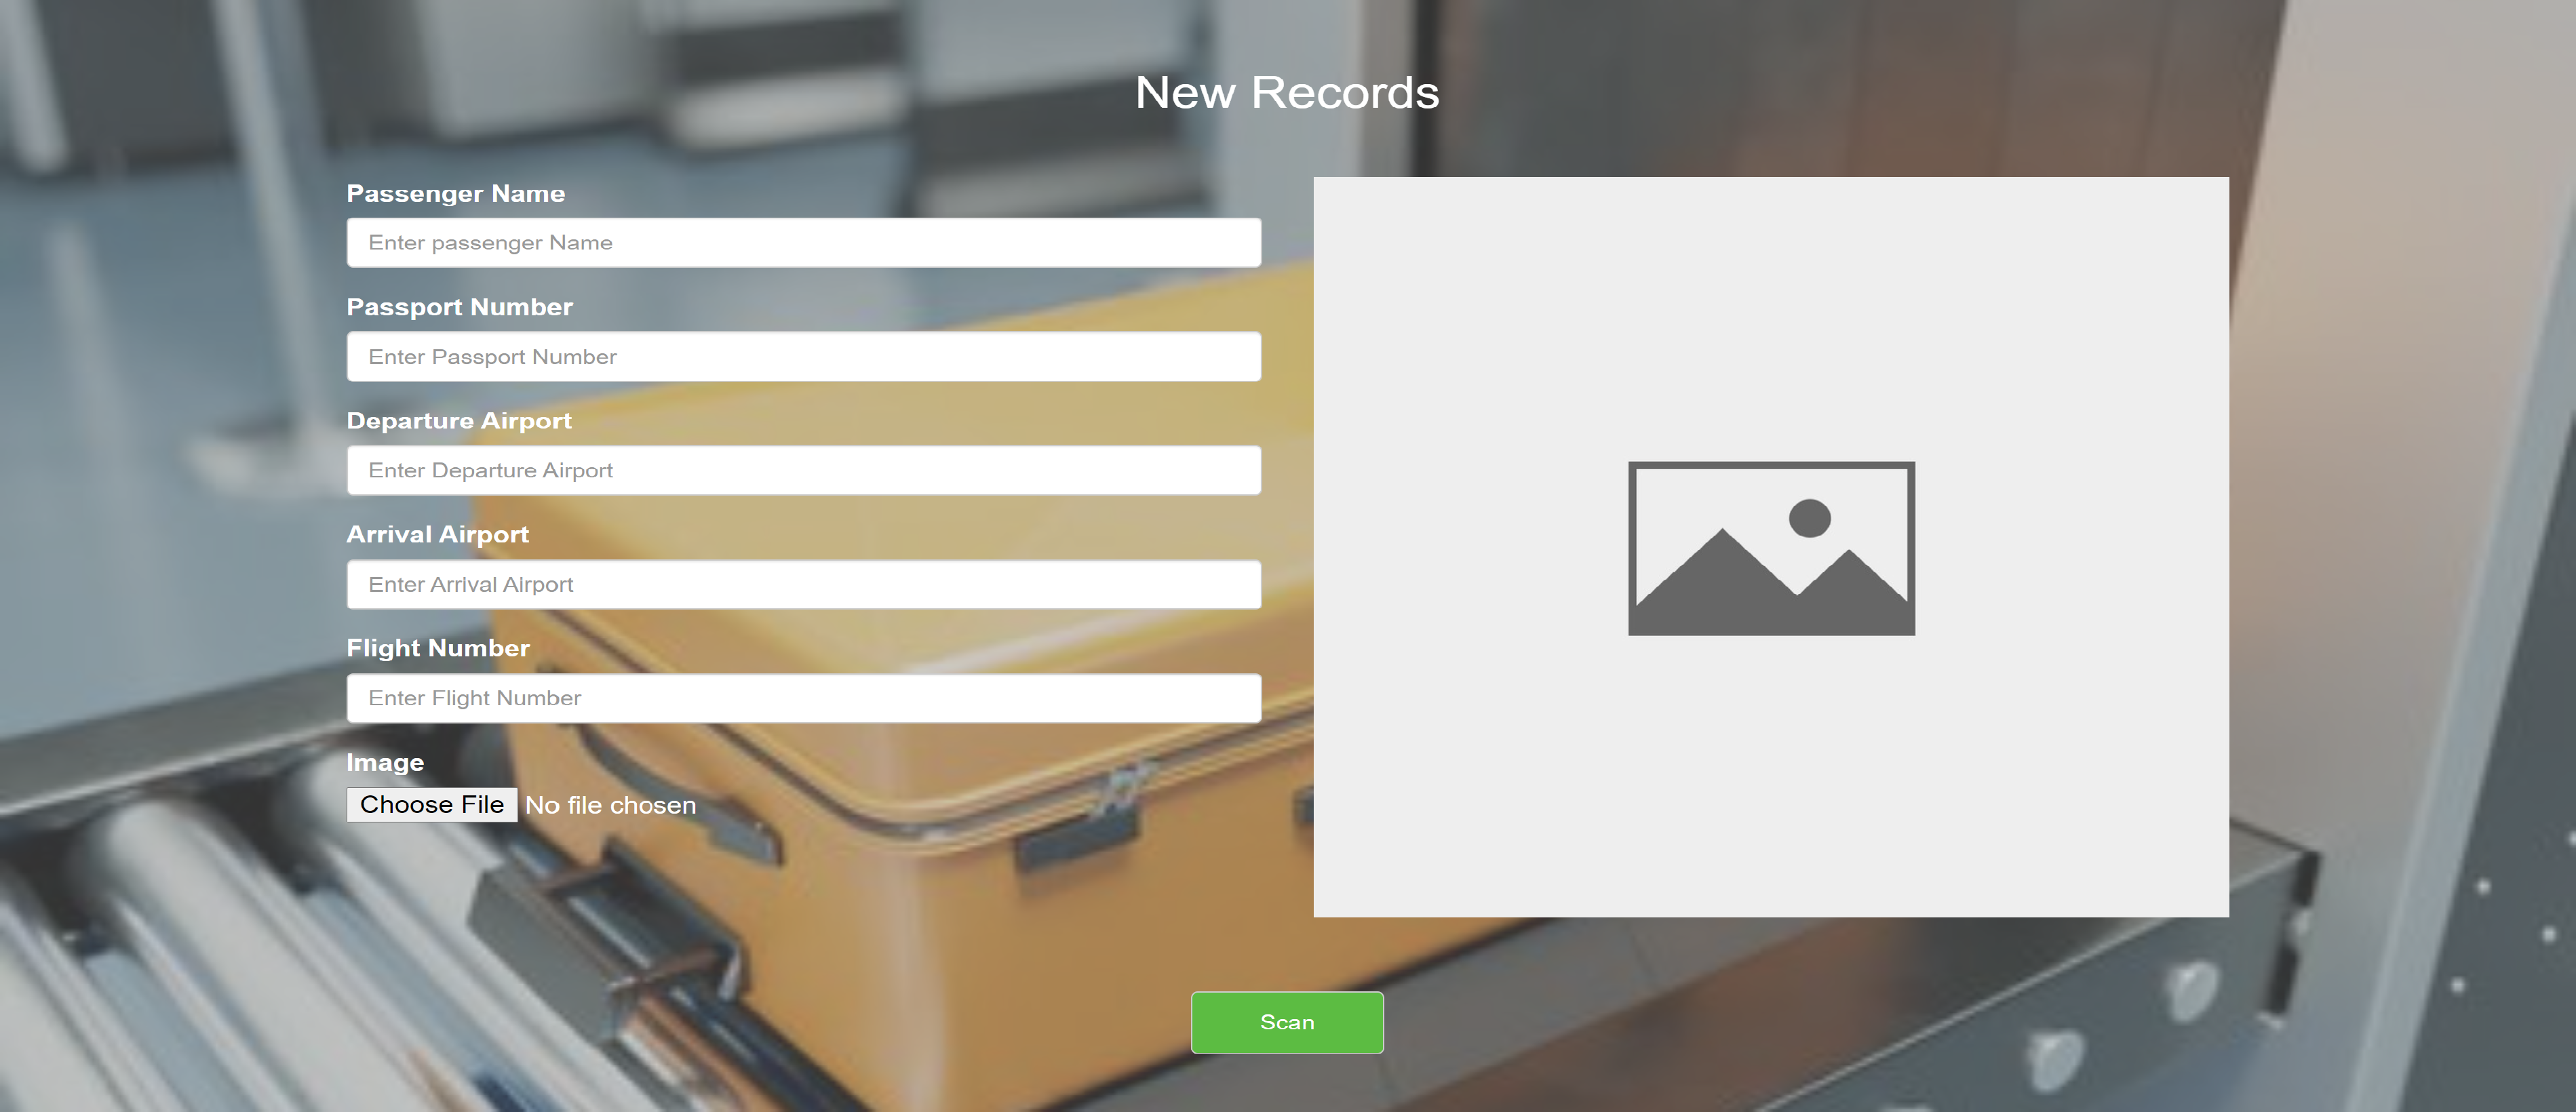 New Records
Passenger Name
Enter passenger Name
Passport Number
Enter Passport Number
Departure Airport
Enter Departure Airport
Arrival Airport
Enter Arrival Airport
Flight Number
Enter Flight Number
Image
Choose File No file chosen
Scan